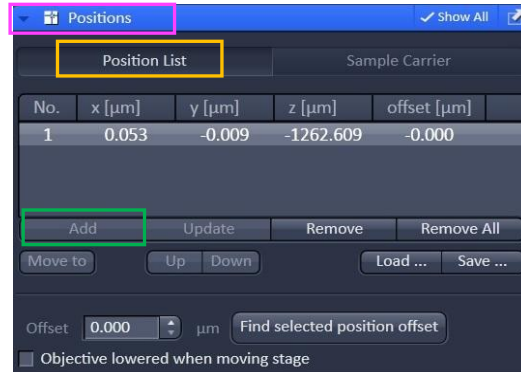 Positions Show All
Position List Sample Carrier
No. x [µm] y [µm] z [µm] offset [µm]
1 0.053 -0.009 -1262.609 -0.000
Add Update Remove Remove All
Move to Up Down Load ... Save ...
Offset 0.000 µm Find selected position offset
Objective lowered when moving stage